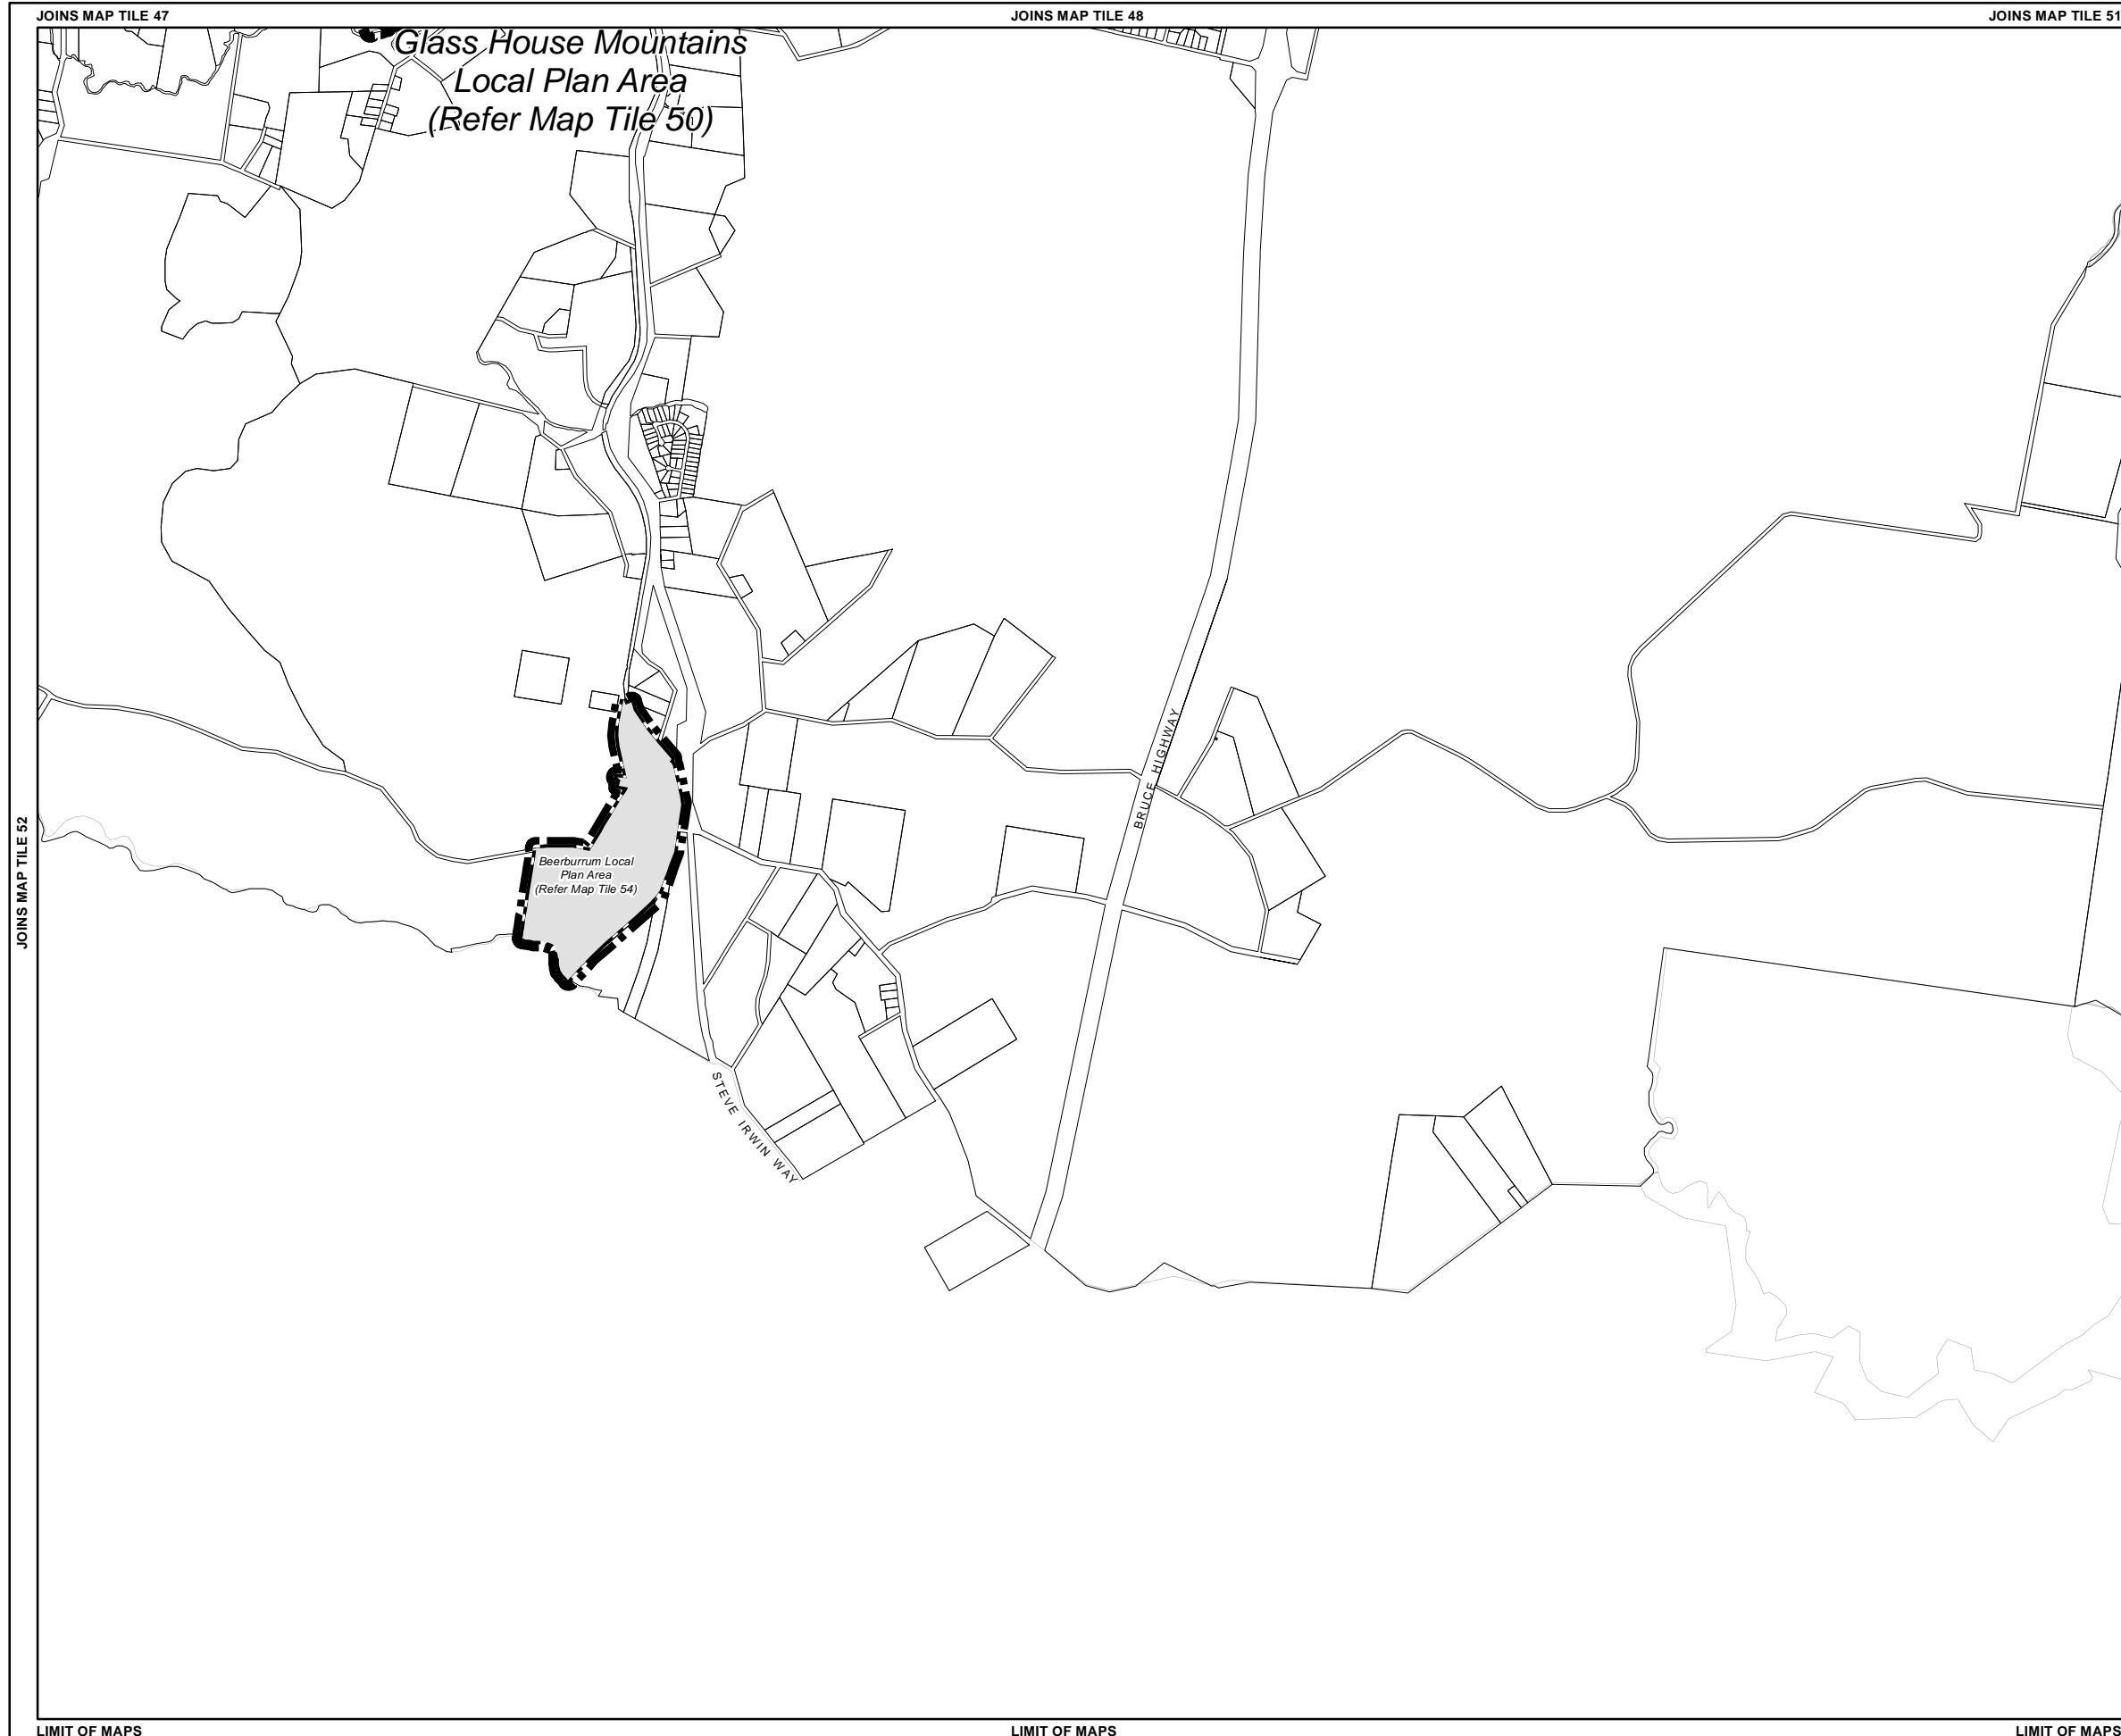 JOINS MAP TILE 47
JOINS MAP TILE 48
JOINS MAP TILE 51
Glass House Mountains
Local Plan Area
(Refer Map Tile 50)
BRUCE HIGHWAY
JOINS MAP TILE 52
Beerburrum Local
Plan Area
(Refer Map Tile 54)
STEVE IRWIN WAY
LIMIT OF MAPS
LIMIT OF MAPS
LIMIT OF MAPS